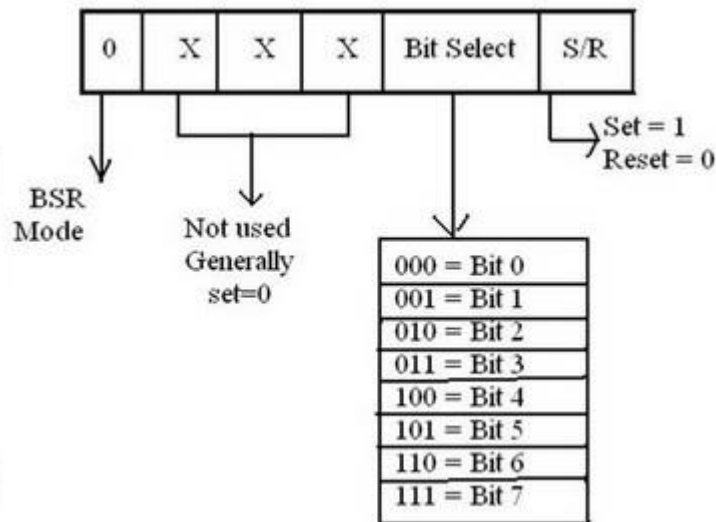 0 X X X Bit Select S/R
Set = 1
Reset = 0
BSR
Mode
Not used
Generally
set=0
000 = Bit 0
001 = Bit 1
010 = Bit 2
011 = Bit 3
100 = Bit 4
101 = Bit 5
110 = Bit 6
111 = Bit 7